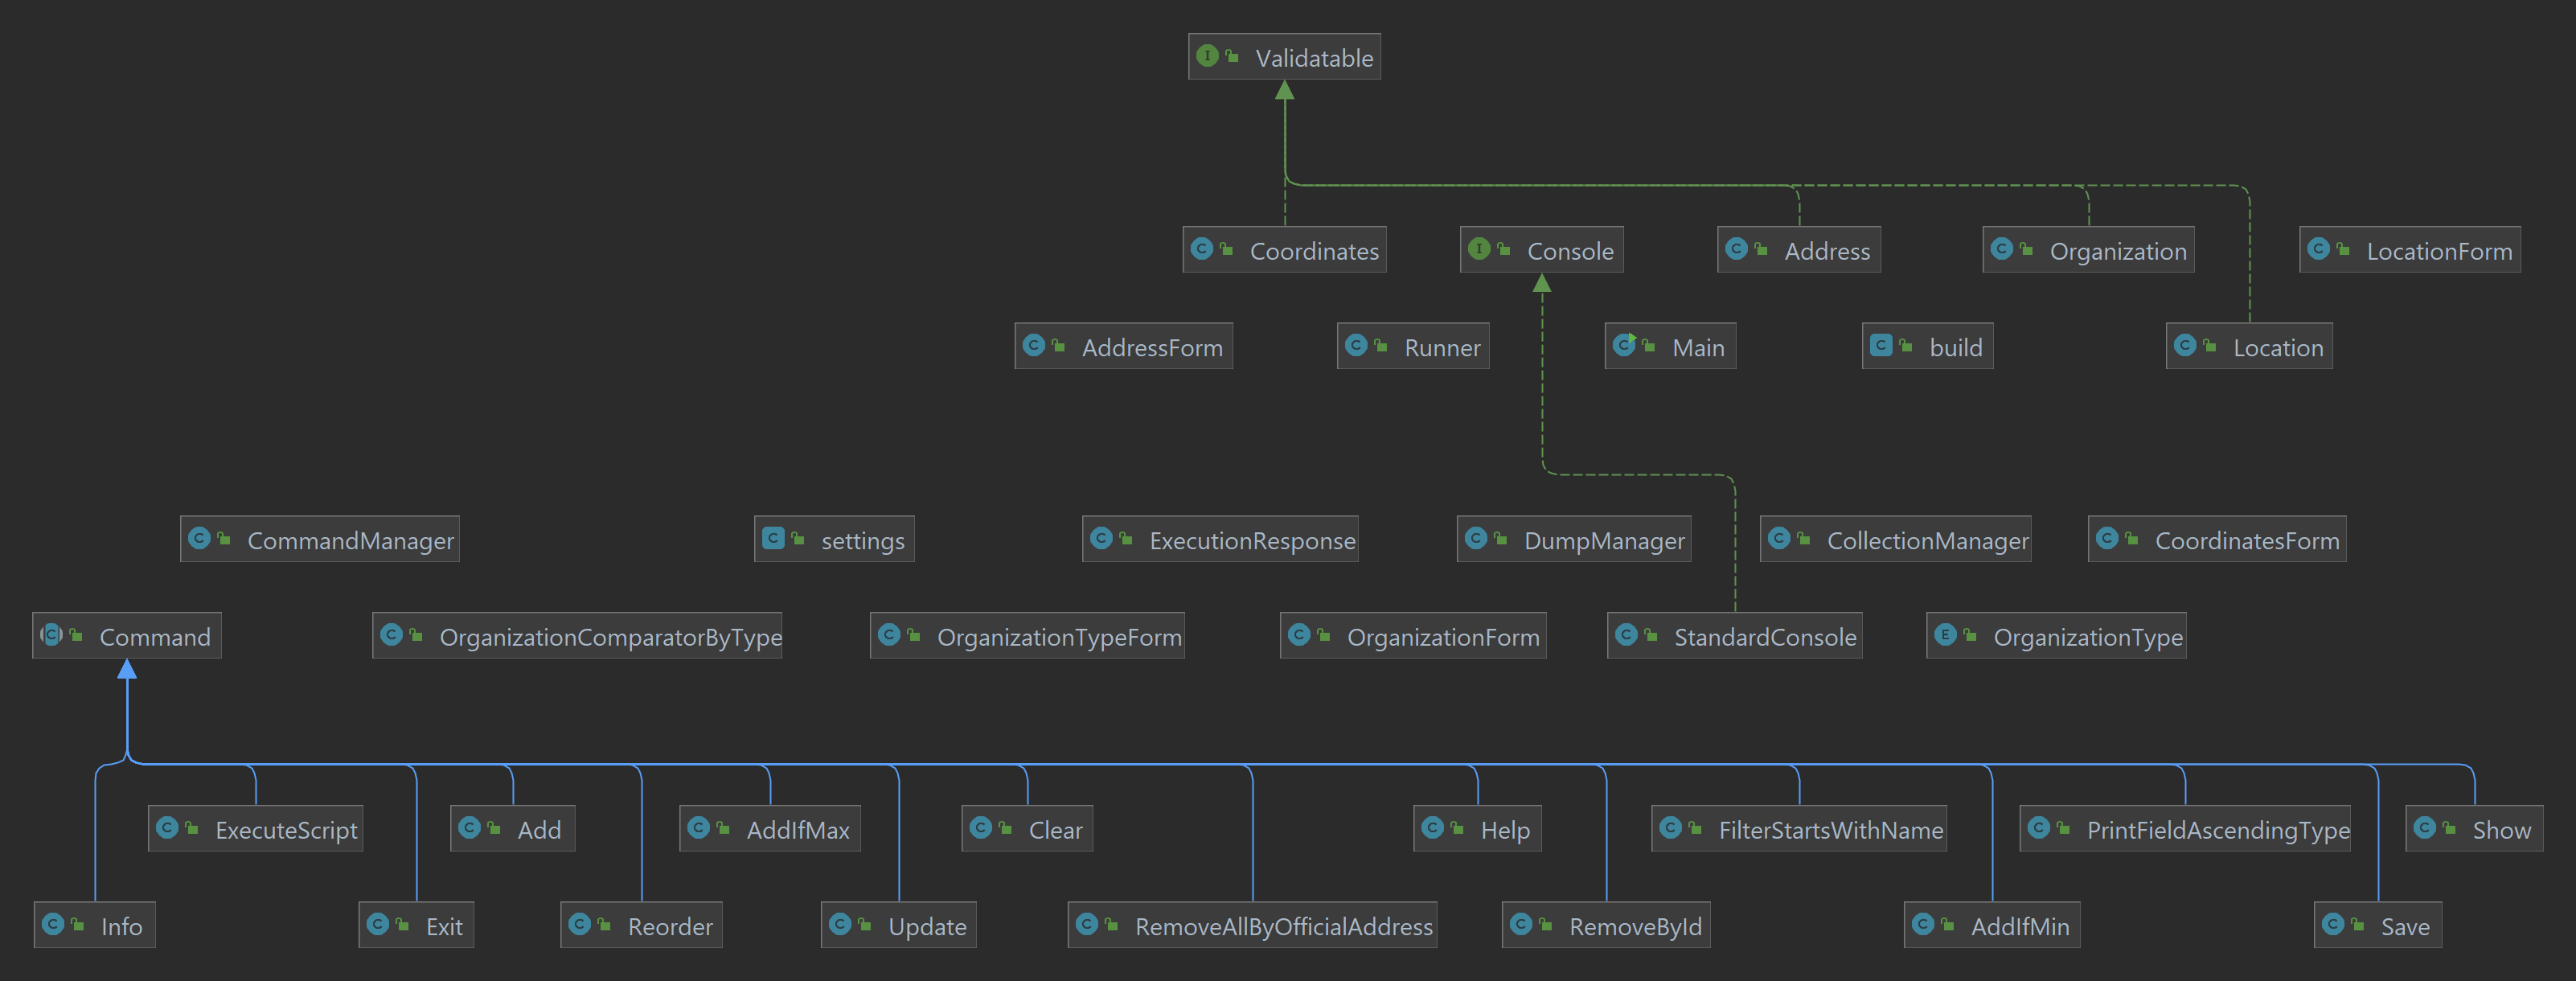 Validatable
Coordinates
Console
Address
Organization
LocationForm
AddressForm
Runner
Main
build
Location
CommandManager
settings
ExecutionResponse
DumpManager
CollectionManager
CoordinatesForm
Command
OrganizationComparatorByType
OrganizationTypeForm
OrganizationForm
StandardConsole
OrganizationType
ExecuteScript
Add
AddIfMax
Clear
Help
FilterStartsWithName
PrintFieldAscendingType
Show
Info
Exit
Reorder
Update
RemoveAllByOfficialAddress
RemoveById
AddIfMin
Save